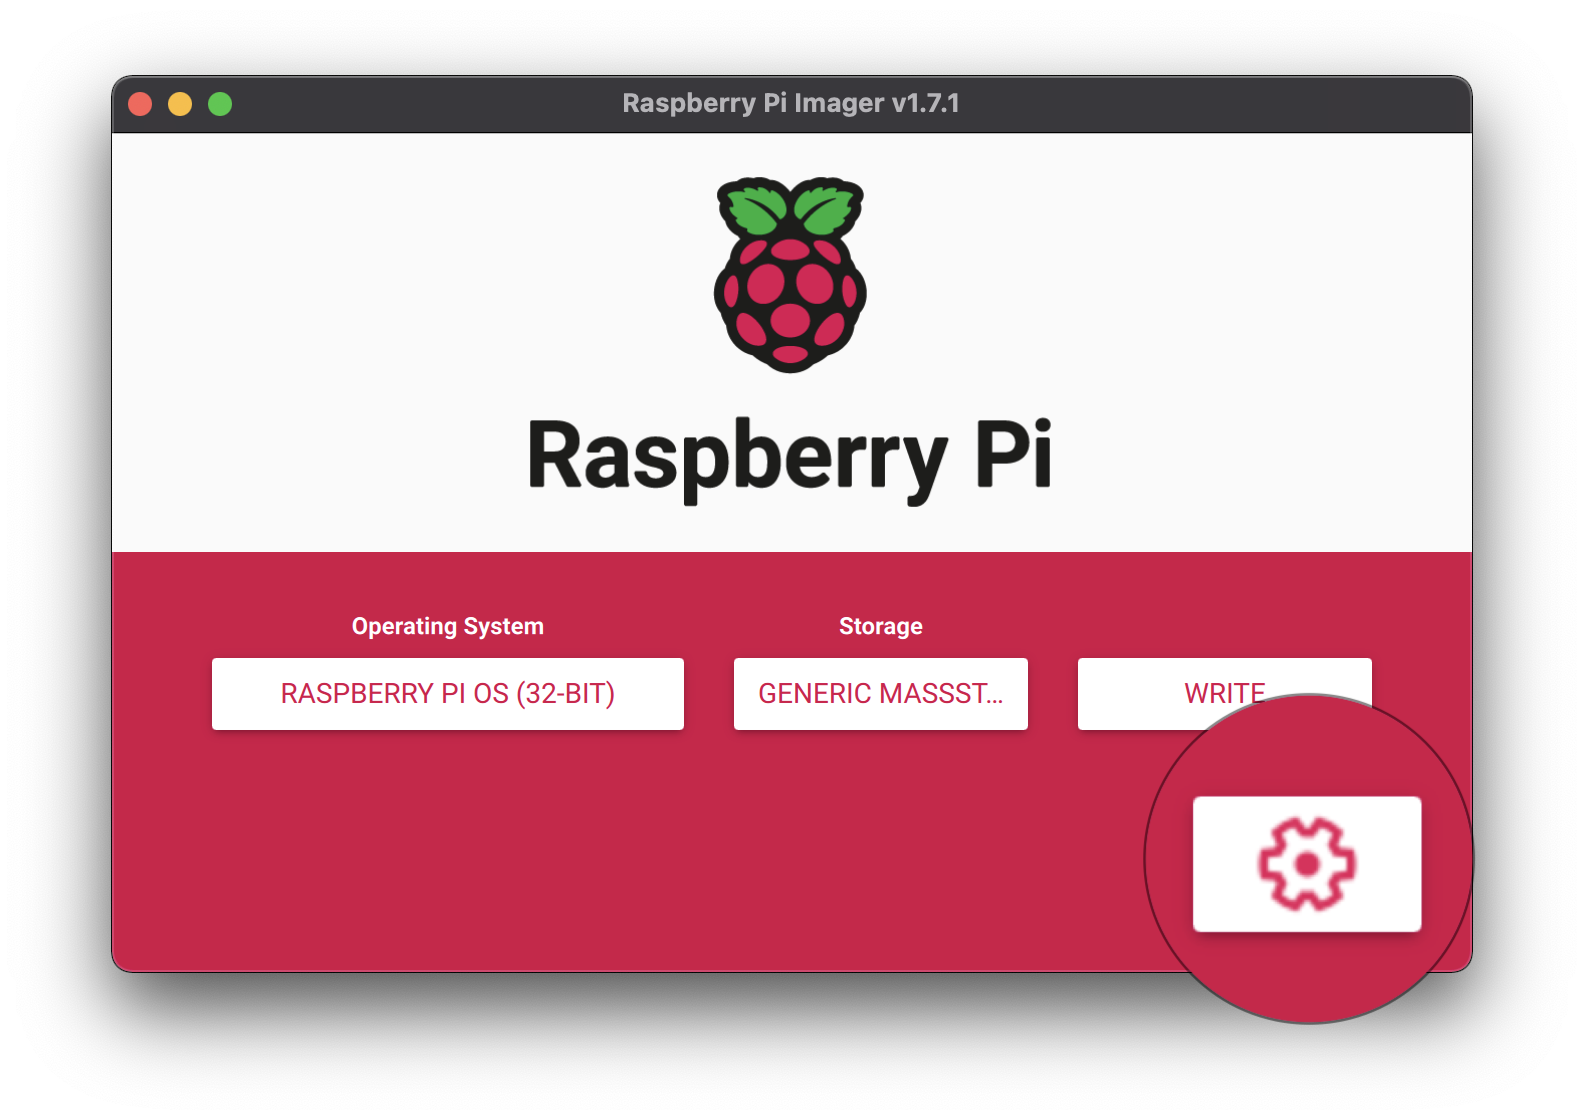 Raspberry Pi Imager v1.7.1
Raspberry Pi
Operating System
Storage
RASPBERRY PI OS (32-BIT)
GENERIC MASSST...
WRITE